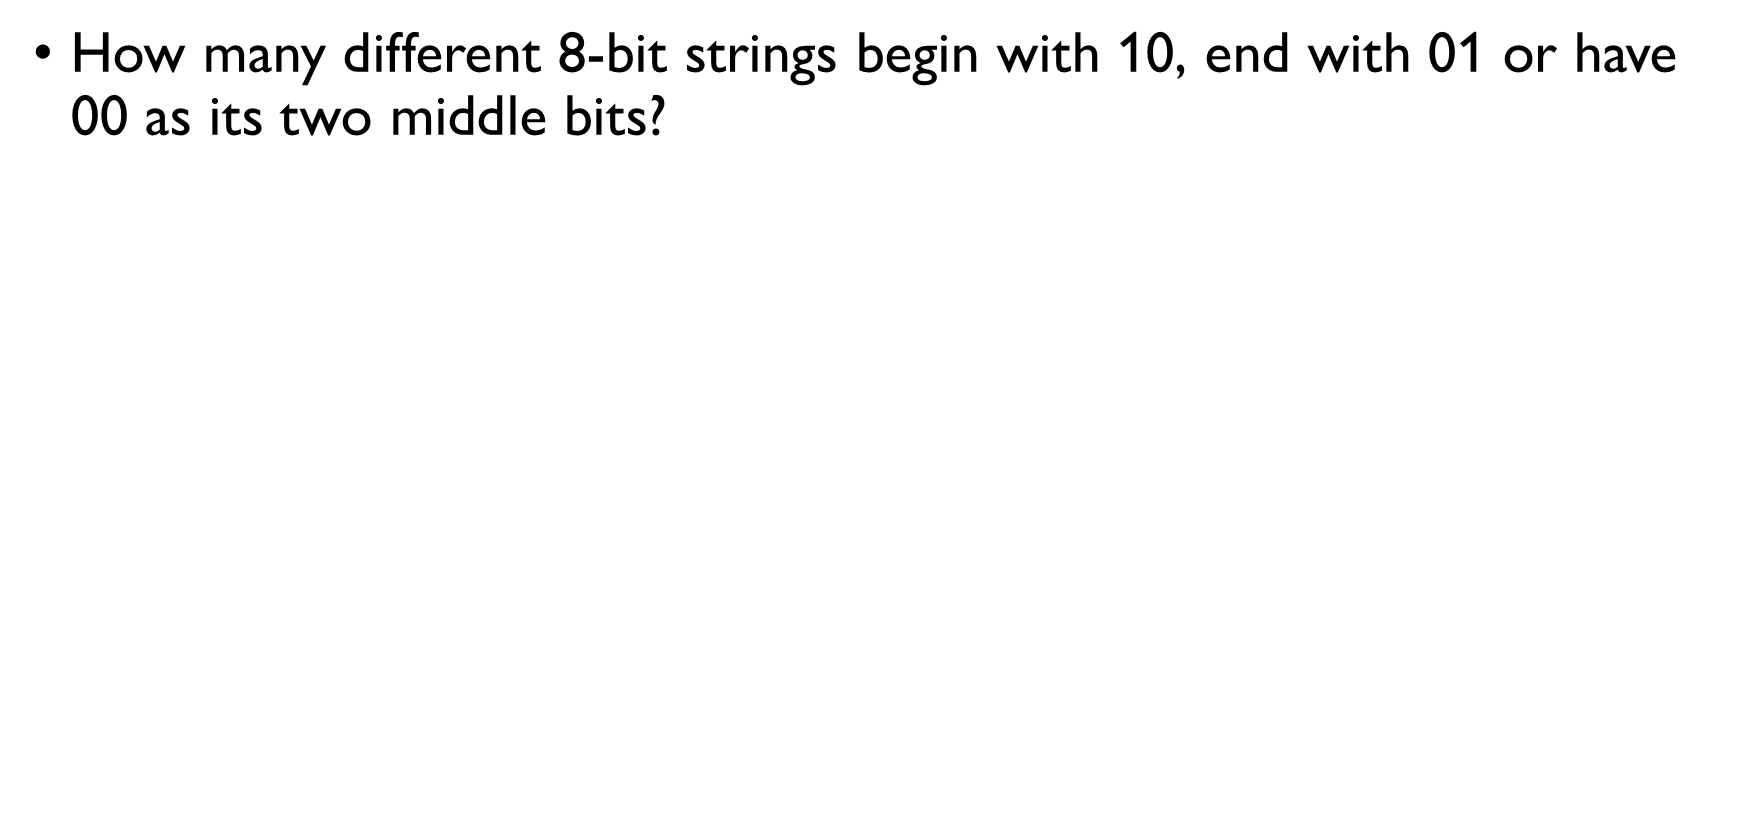 • How many different 8-bit strings begin with 10, end with 01 or have
00 as its two middle bits?